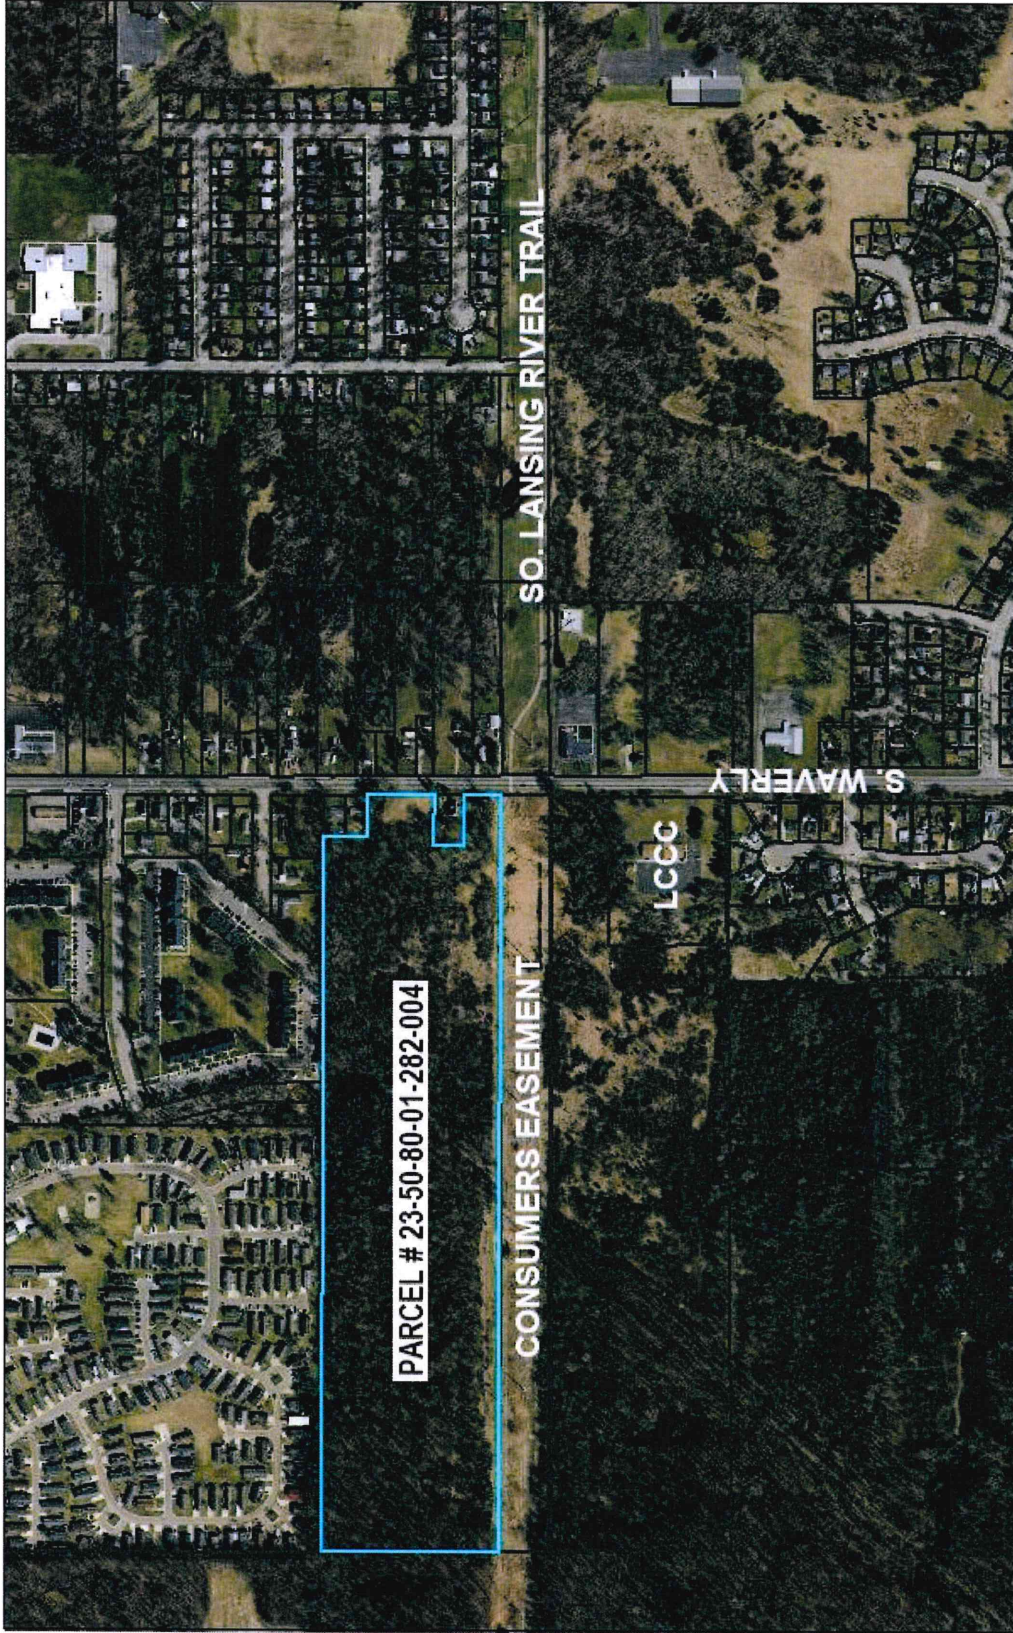 SO. LANSING RIVER TRAIL
S. WAVERLY
LCCC
PARCEL # 23-50-80-01-282-004
CONSUMERS EASEMENT